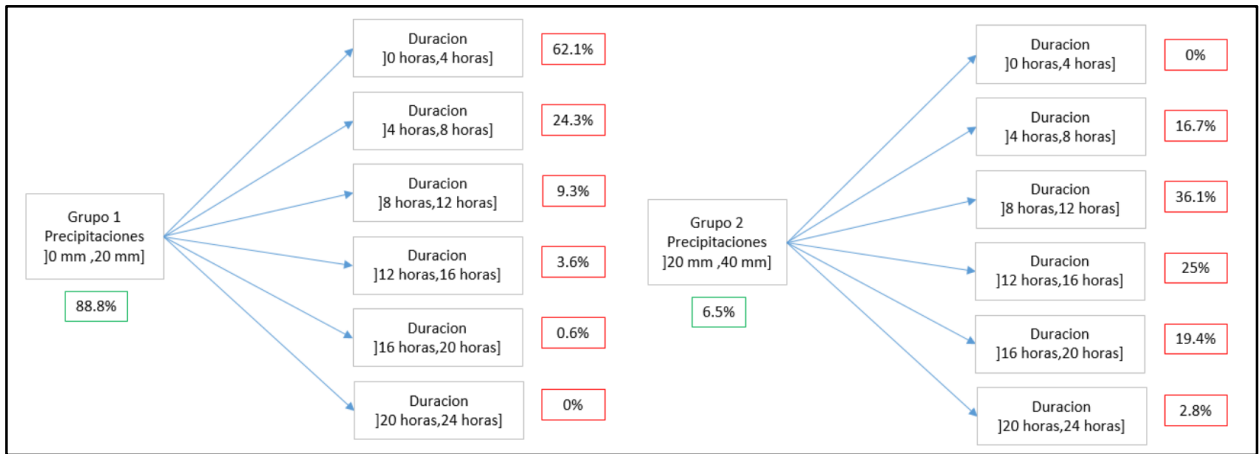 Grupo 1
Precipitaciones
]0 mm ,20 mm]
88.8%
Duracion
]0 horas,4 horas]
62.1%
Duracion
]4 horas,8 horas]
24.3%
Duracion
]8 horas,12 horas]
9.3%
Duracion
]12 horas,16 horas]
3.6%
Duracion
]16 horas,20 horas]
0.6%
Duracion
]20 horas,24 horas]
0%
Grupo 2
Precipitaciones
]20 mm ,40 mm]
6.5%
Duracion
]0 horas,4 horas]
0%
Duracion
]4 horas,8 horas]
16.7%
Duracion
]8 horas,12 horas]
36.1%
Duracion
]12 horas,16 horas]
25%
Duracion
]16 horas,20 horas]
19.4%
Duracion
]20 horas,24 horas]
2.8%